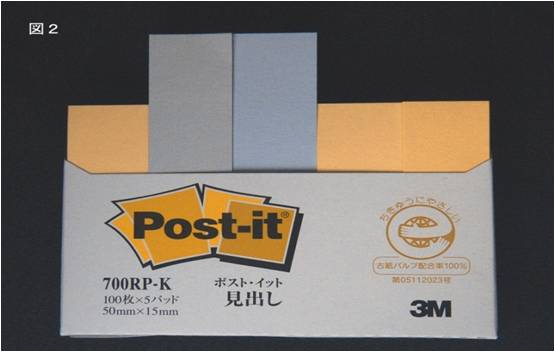 図2
Post-it®
ちきゅうにやさしい
古紙パルプ配合率100%
第05112023号
700RP-K
100枚×5パッド
50mm×15mm
ポスト・イット
見出し
3M